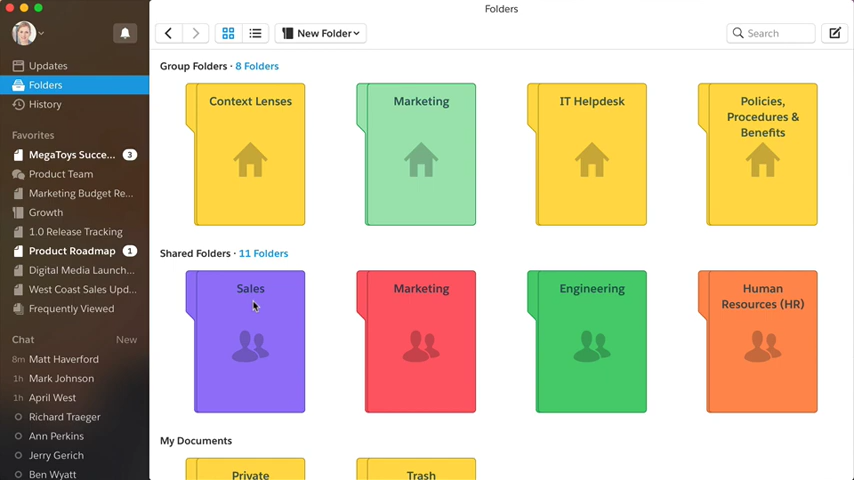 Folders
New Folder
Search
Updates
Folders
History
Favorites
MegaToys Succe... 3
Product Team
Marketing Budget Re...
Growth
1.0 Release Tracking
Product Roadmap 1
Digital Media Launch...
West Coast Sales Upd...
Frequently Viewed
Chat New
8m Matt Haverford
1h Mark Johnson
1h April West
Richard Traeger
Ann Perkins
Jerry Gerich
Ben Wyatt
Group Folders · 8 Folders
Context Lenses
Marketing
IT Helpdesk
Policies,
Procedures &
Benefits
Shared Folders · 11 Folders
Sales
Marketing
Engineering
Human
Resources (HR)
My Documents
Private
Trash